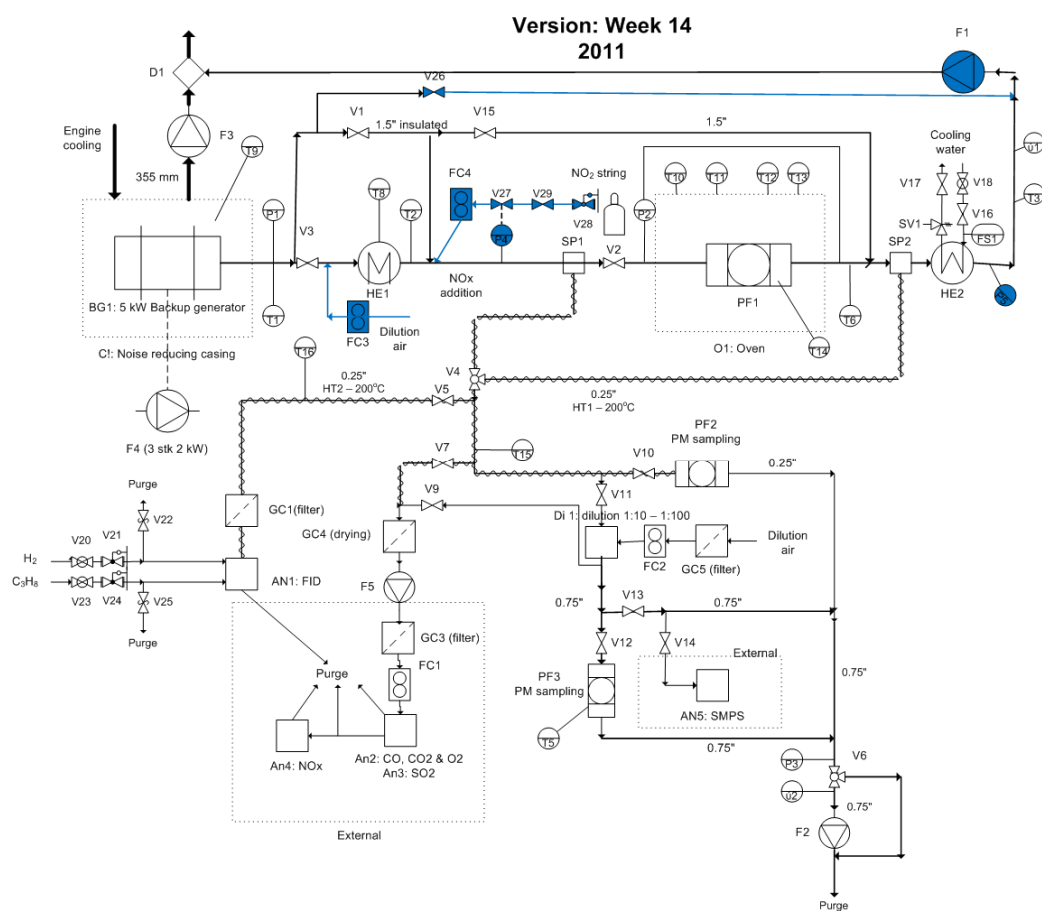 Version: Week 14
2011
F1
D1
V26
F3
Engine
cooling
355 mm
T9
V1
V15
1.5" insulated
1.5"
Cooling
water
υ1
T3
V17
V18
V16
SV1
FS1
FC4
V27
V29
NO2 string
V28
T10
T11
T12
T13
T8
T2
P1
P2
P4
V3
SP1
V2
SP2
HE1
NOx
addition
PF1
HE2
P5
BG1: 5 kW Backup generator
T1
FC3
Dilution
air
T6
T14
O1: Oven
C!: Noise reducing casing
T16
0.25"
HT2 – 200oC
V5
V4
0.25"
HT1 – 200oC
F4 (3 stk 2 kW)
V7
T15
PF2
PM sampling
V10
0.25"
Purge
V9
V11
GC1(filter)
V22
GC4 (drying)
Di 1: dilution 1:10 – 1:100
Dilution
air
V20
V21
H2
C3H8
V23
V24
V25
AN1: FID
F5
FC2
GC5 (filter)
Purge
0.75"
V13
0.75"
GC3 (filter)
V12
V14
External
FC1
Purge
PF3
PM sampling
0.75"
AN5: SMPS
T5
0.75"
An4: NOx
An2: CO, CO2 & O2
An3: SO2
P3
V6
υ2
0.75"
External
F2
Purge